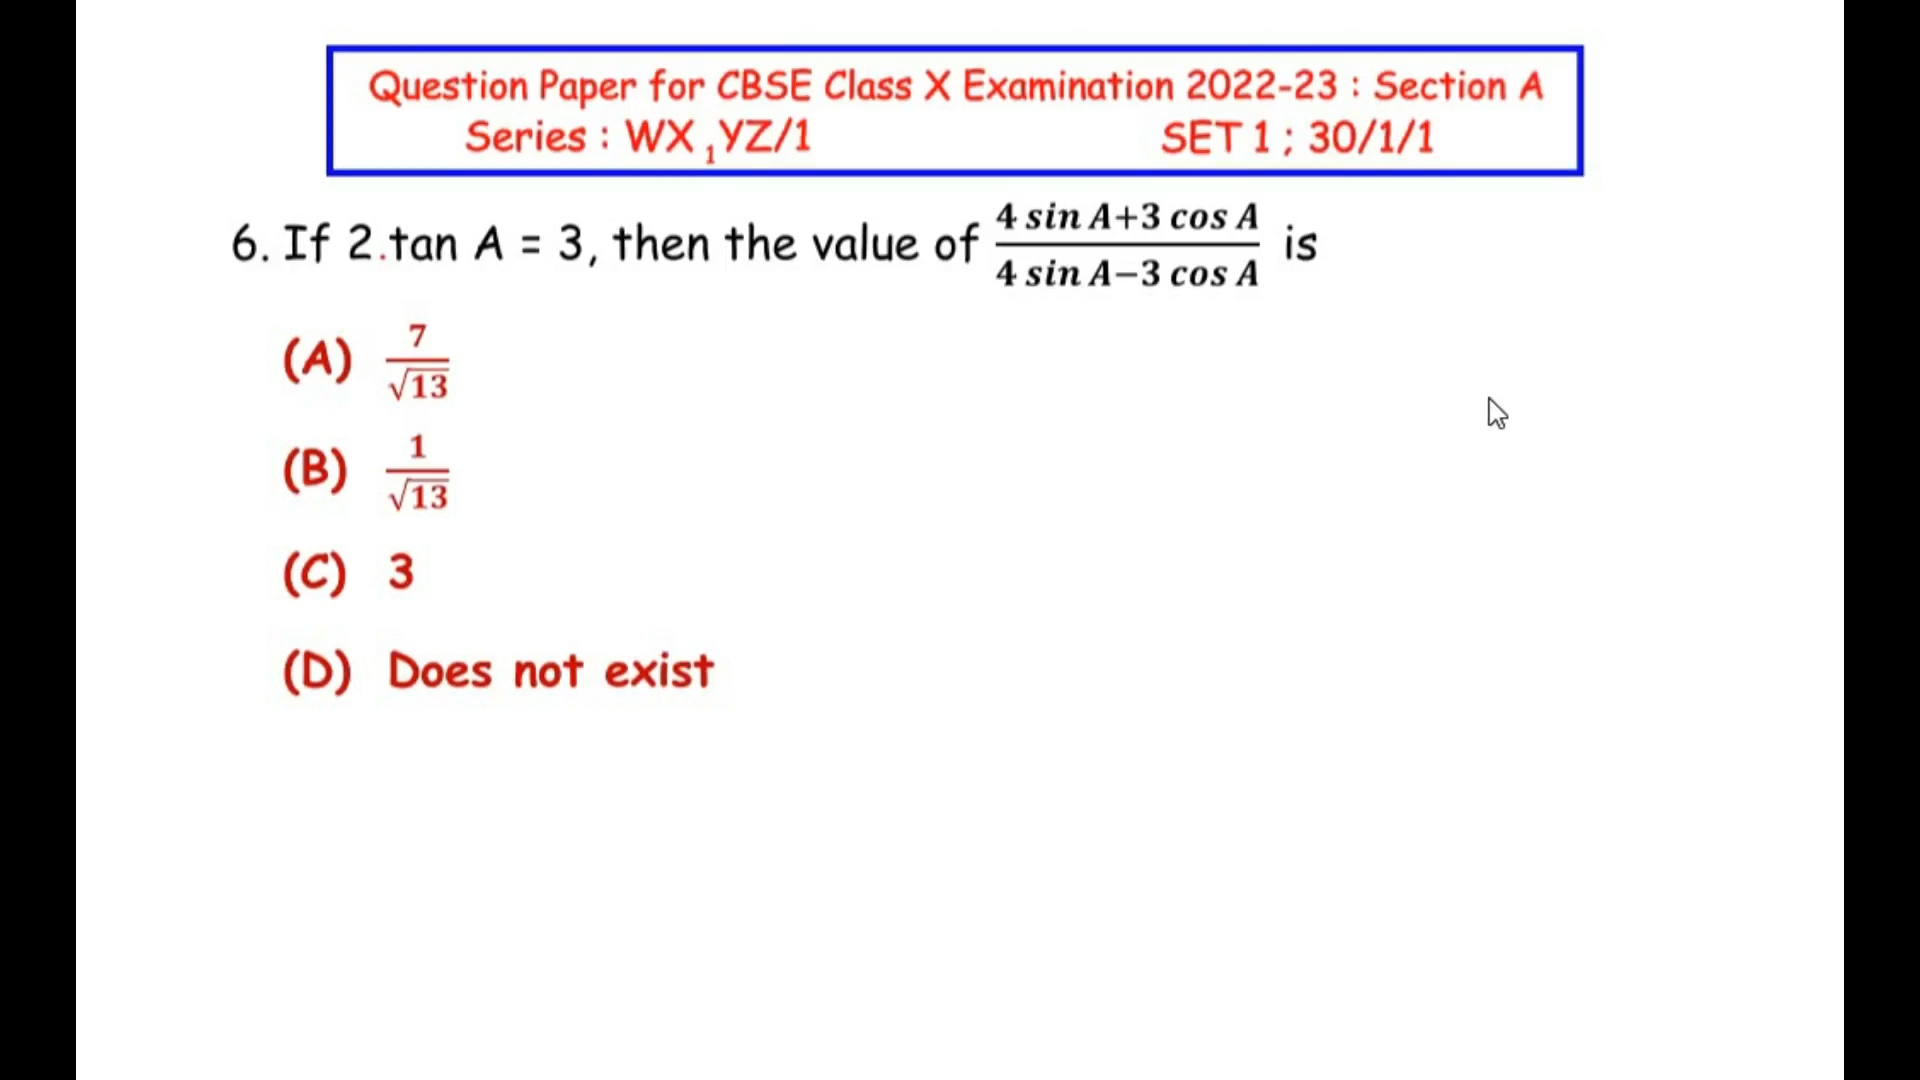 Question Paper for CBSE Class X Examination 2022-23 : Section A
Series : WX₁YZ/1 SET 1 ; 30/1/1
6. If 2.tan A = 3, then the value of (4 sin A+3 cos A)/(4 sin A−3 cos A) is
(A) 7/√13
(B) 1/√13
(C) 3
(D) Does not exist